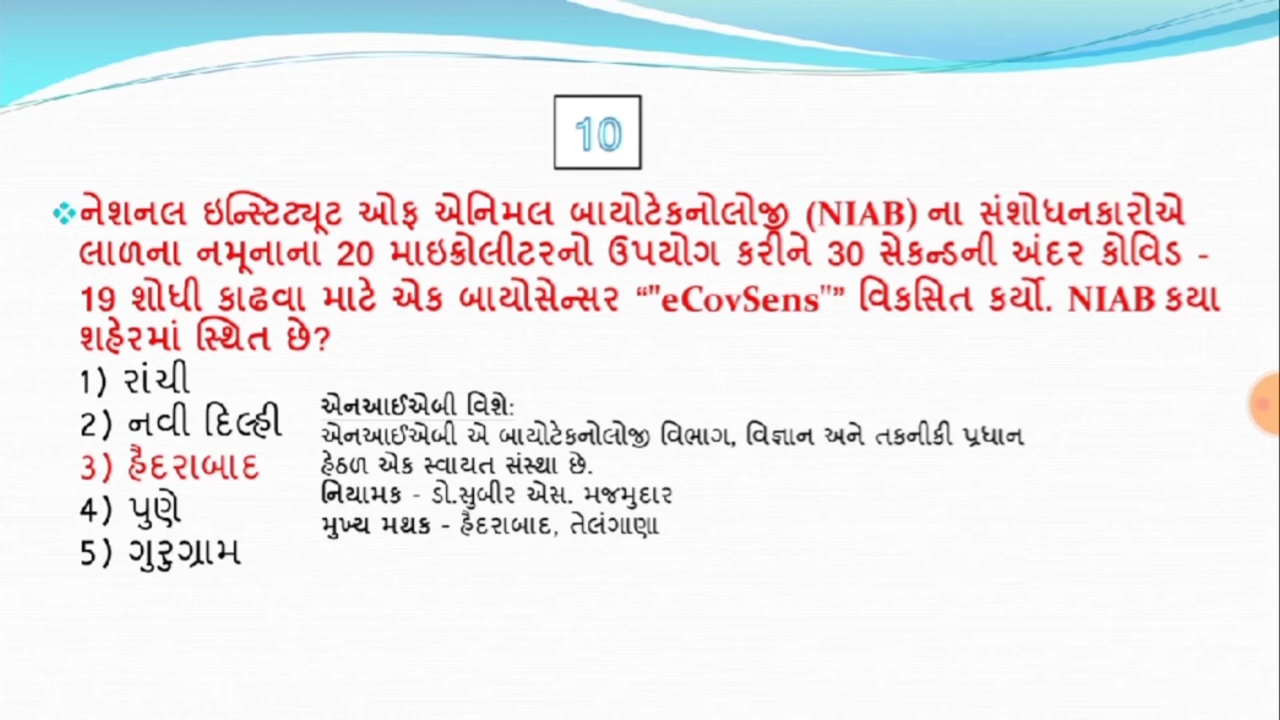 10
નેશનલ ઇન્સ્ટિટ્યૂટ ઓફ એનિમલ બાયોટેકનોલોજી (NIAB) ના સંશોધનકારોએ
લાળના નમૂનાના 20 માઇક્રોલીટરનો ઉપયોગ કરીને 30 સેકન્ડની અંદર કોવિડ -
19 શોધી કાઢવા માટે એક બાયોસેન્સર “"eCovSens"” વિકસિત કર્યો. NIAB કયા
શહેરમાં સ્થિત છે?
1) રાંચી
2) નવી દિલ્હી
3) હૈદરાબાદ
4) પુણે
5) ગુરુગ્રામ
એનઆઈએબી વિશે:
એનઆઈએબી એ બાયોટેકનોલોજી વિભાગ, વિજ્ઞાન અને તકનીકી પ્રધાન
હેઠળ એક સ્વાયત સંસ્થા છે.
નિયામક - ડો.સુબીર એસ. મજમુદાર
મુખ્ય મથક - હૈદરાબાદ, તેલંગાણા